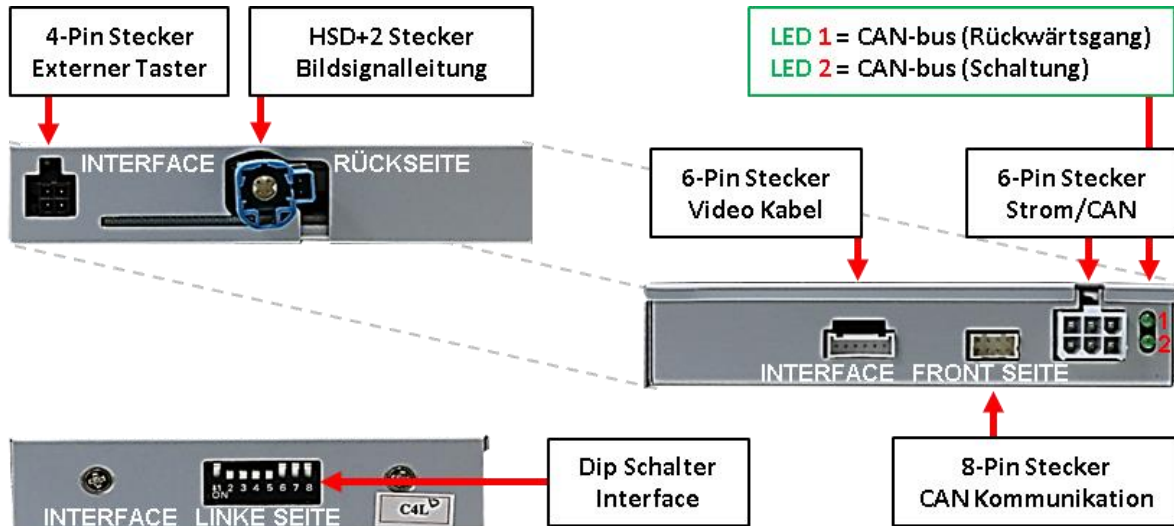 4-Pin Stecker
Externer Taster
HSD+2 Stecker
Bildsignalleitung
LED 1 = CAN-bus (Rückwärtsgang)
LED 2 = CAN-bus (Schaltung)
INTERFACE RÜCKSEITE
6-Pin Stecker
Video Kabel
6-Pin Stecker
Strom/CAN
1
2
INTERFACE FRONT SEITE
Dip Schalter
Interface
8-Pin Stecker
CAN Kommunikation
1 2 3 4 5 6 7 8
ON
C4L
INTERFACE LINKE SEITE